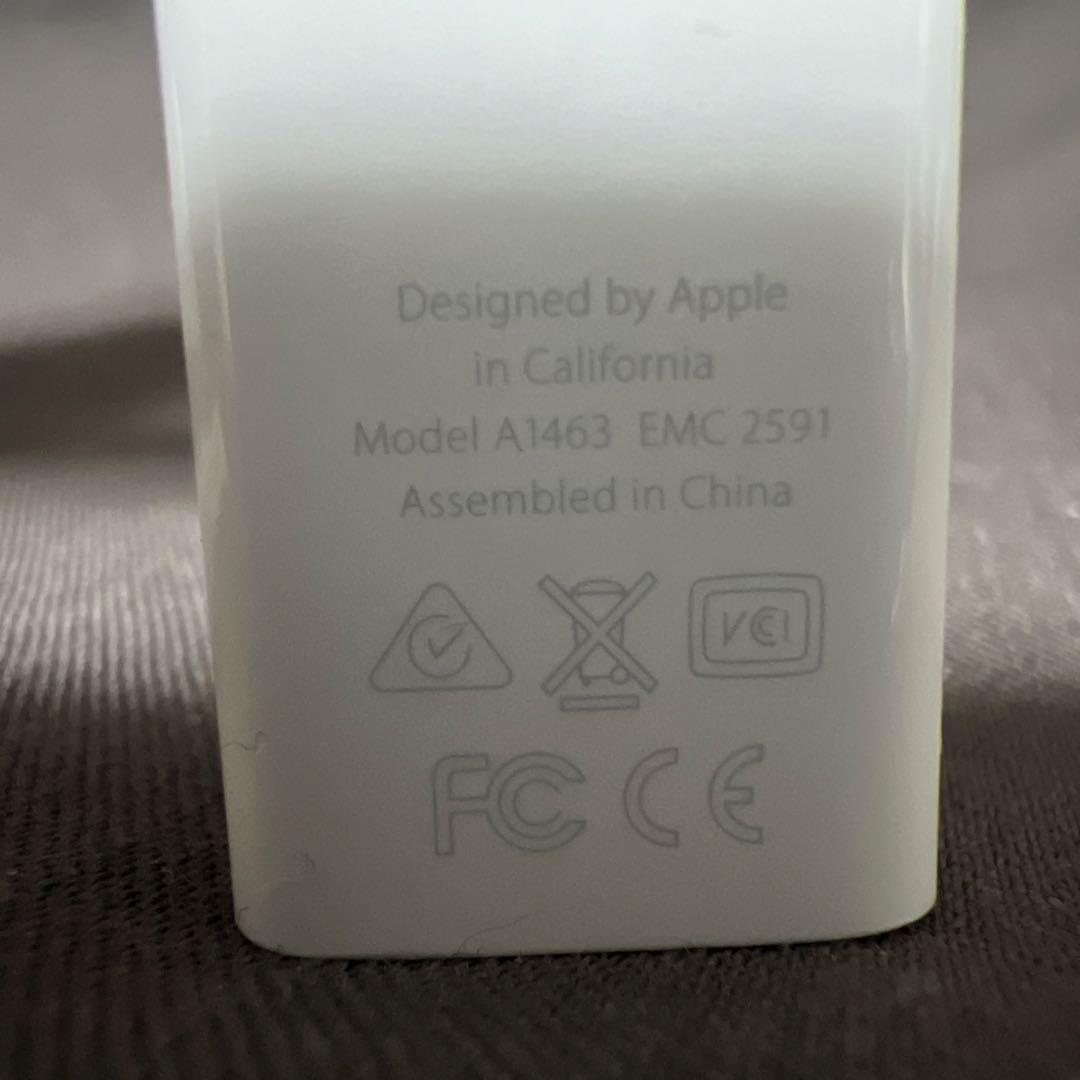 Designed by Apple
in California
Model A1463 EMC 2591
Assembled in China
VCI
FC CE